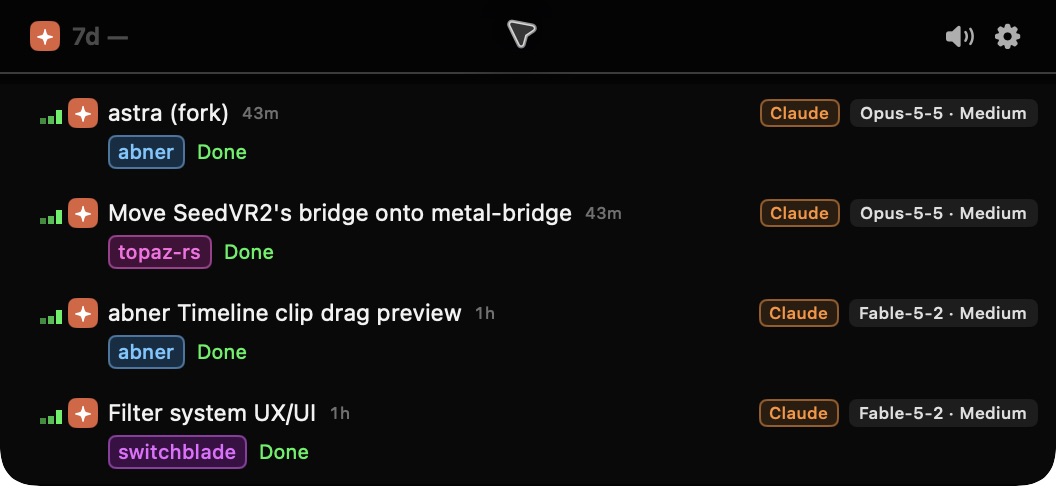 7d —
astra (fork) 43m Claude Opus-5-5 · Medium
abner Done
Move SeedVR2's bridge onto metal-bridge 43m Claude Opus-5-5 · Medium
topaz-rs Done
abner Timeline clip drag preview 1h Claude Fable-5-2 · Medium
abner Done
Filter system UX/UI 1h Claude Fable-5-2 · Medium
switchblade Done